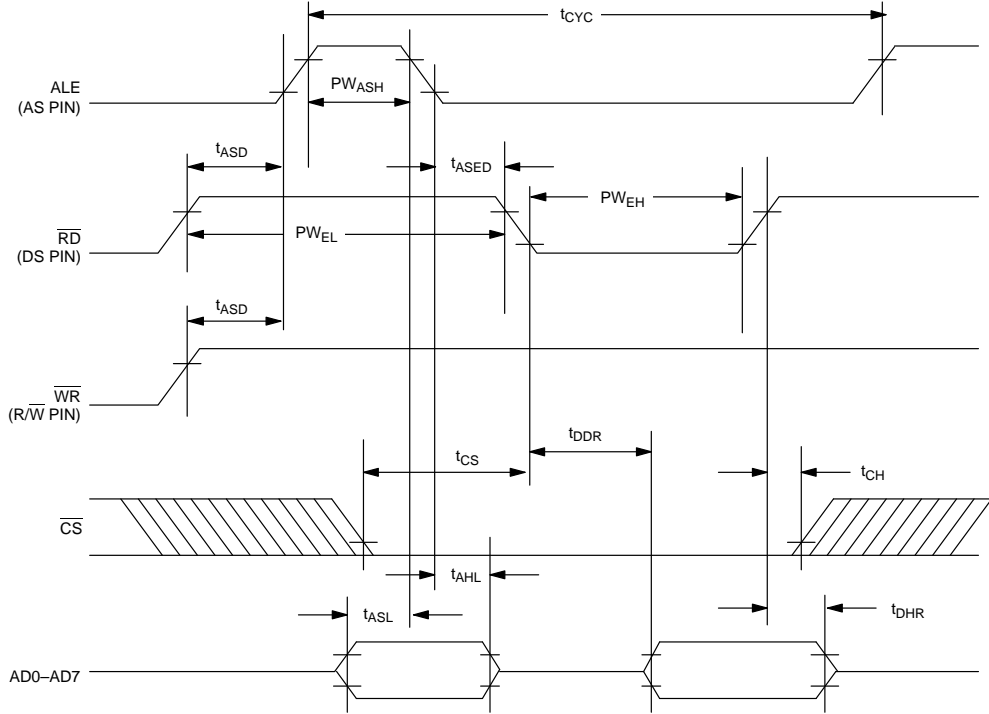 tCYC
ALE
(AS PIN)
PWASH
tASD
tASED
PWEH
RD
(DS PIN)
PWEL
tASD
WR
(R/W PIN)
tDDR
tCS
tCH
CS
tAHL
tASL
tDHR
AD0–AD7